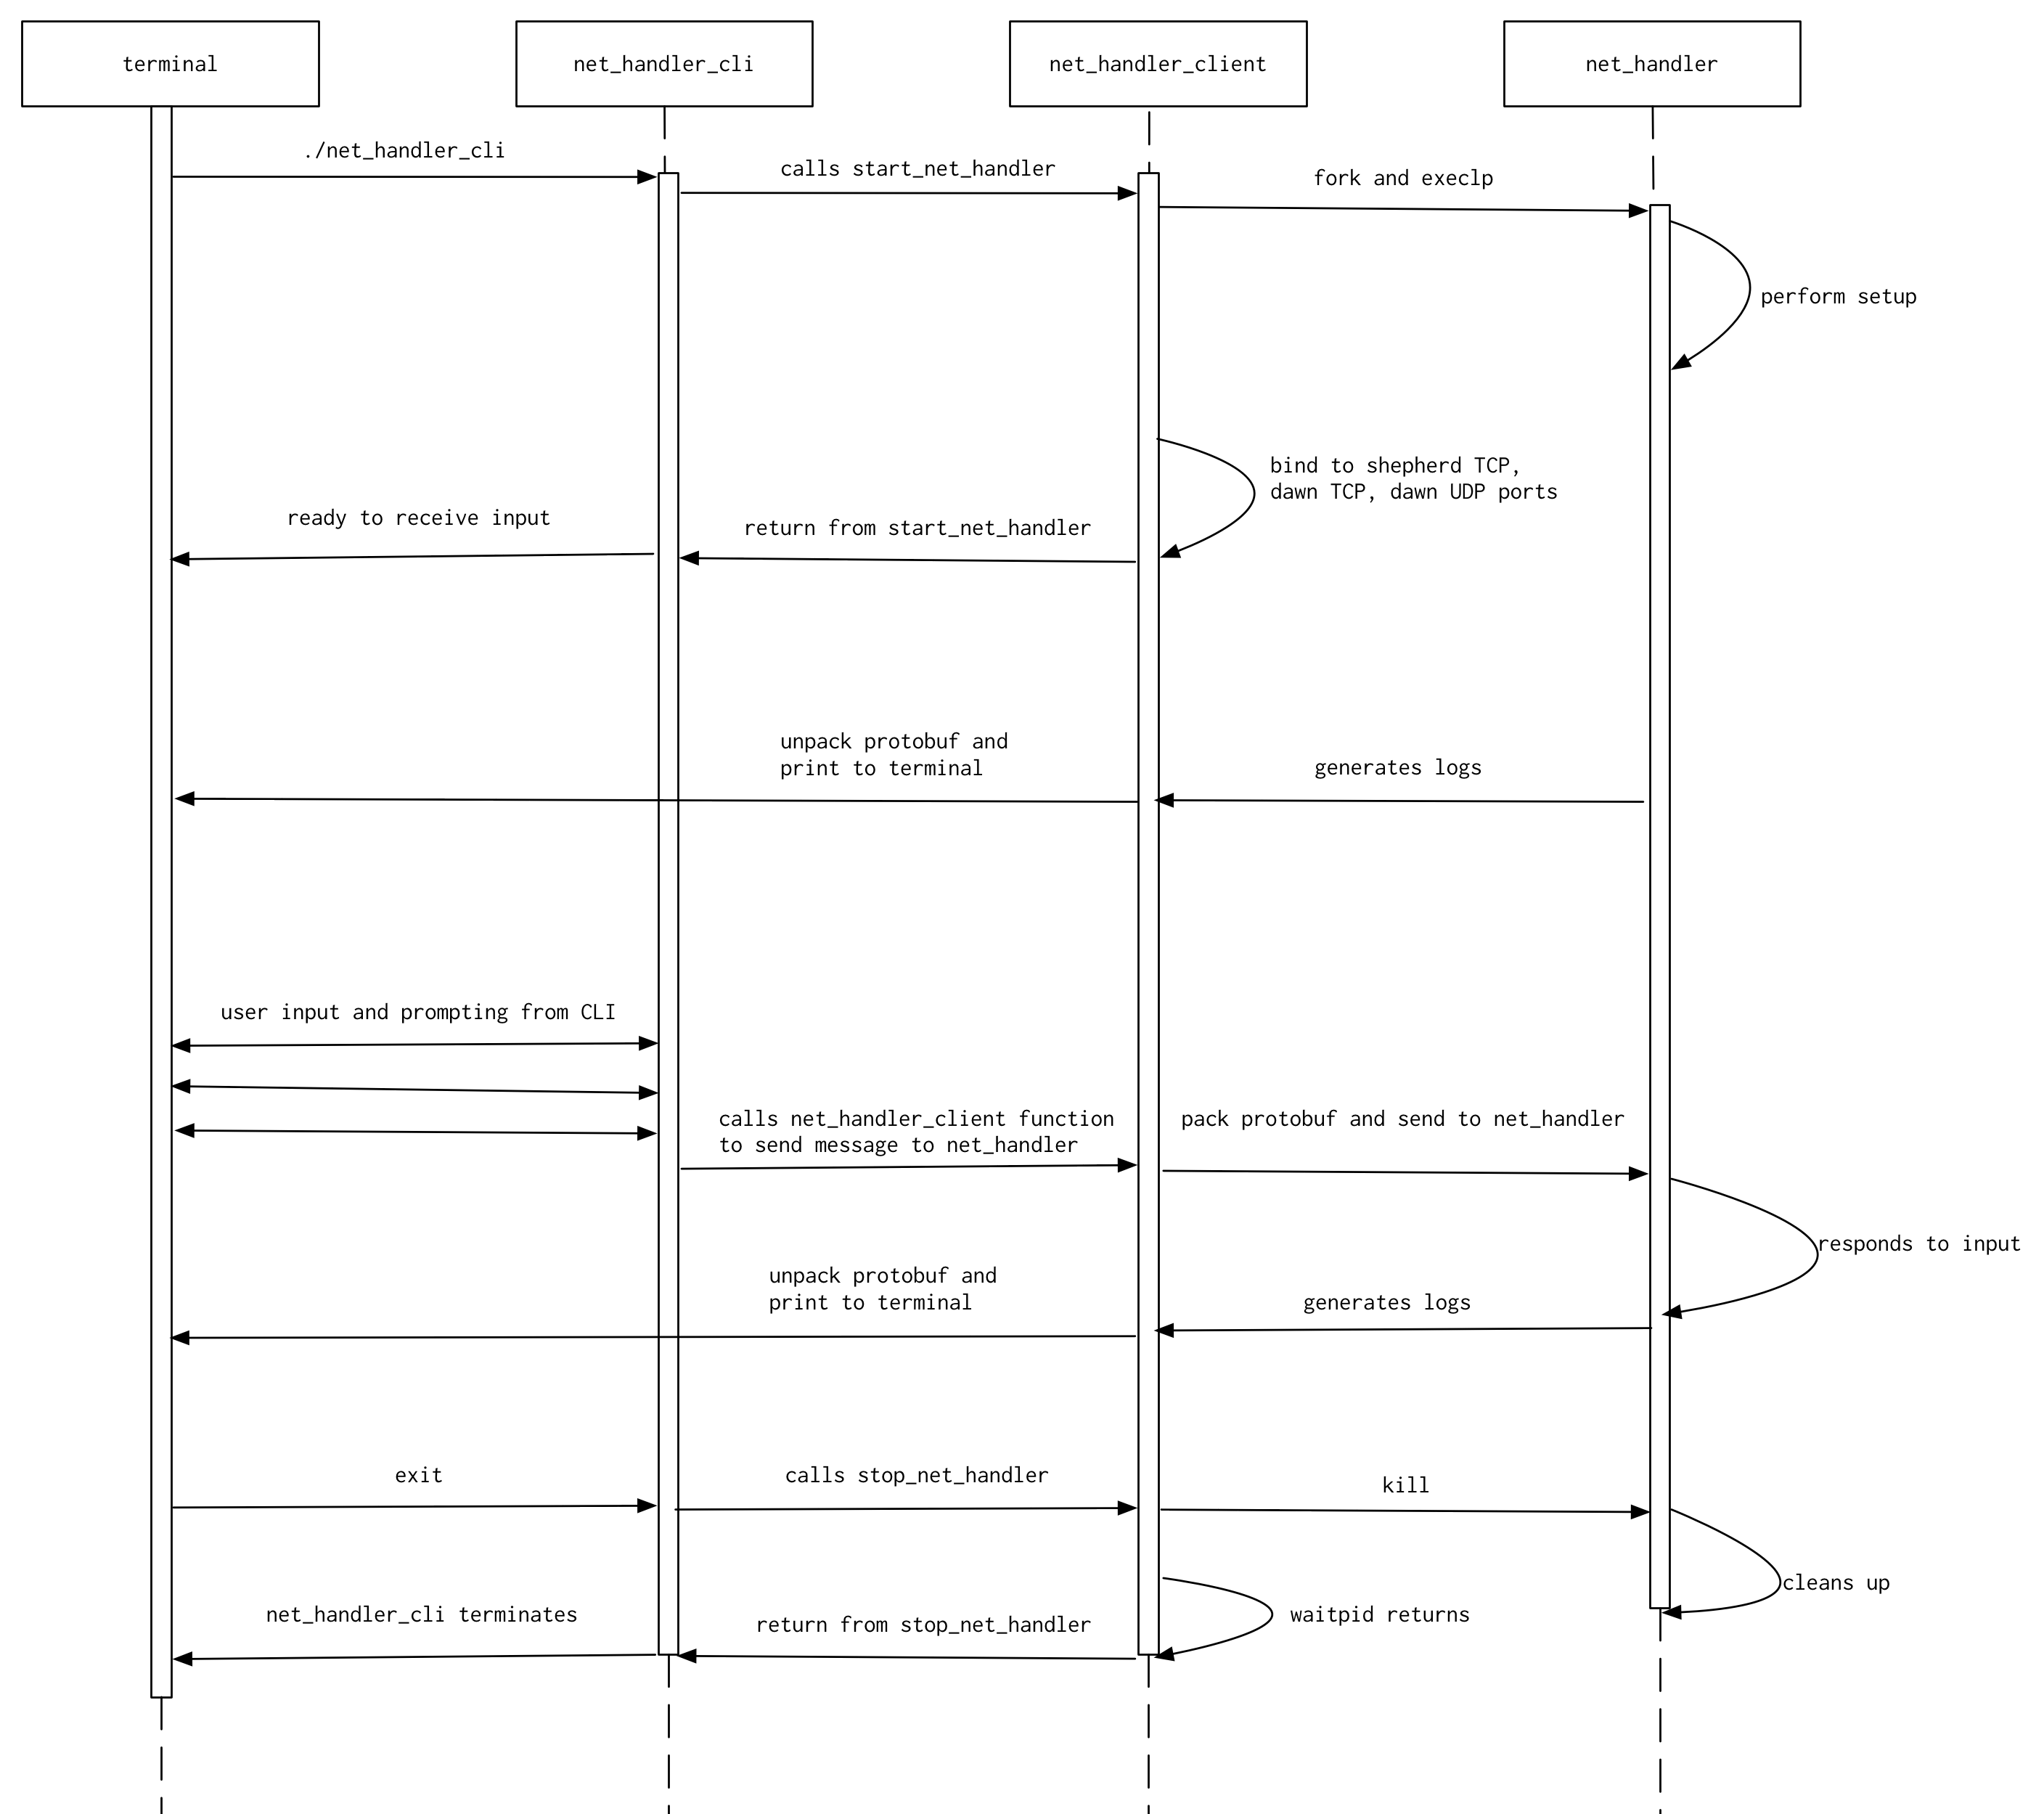 terminal
net_handler_cli
net_handler_client
net_handler
./net_handler_cli
calls start_net_handler
fork and execlp
perform setup
bind to shepherd TCP,
dawn TCP, dawn UDP ports
ready to receive input
return from start_net_handler
unpack protobuf and
print to terminal
generates logs
user input and prompting from CLI
calls net_handler_client function
to send message to net_handler
pack protobuf and send to net_handler
responds to input
unpack protobuf and
print to terminal
generates logs
exit
calls stop_net_handler
kill
cleans up
net_handler_cli terminates
return from stop_net_handler
waitpid returns